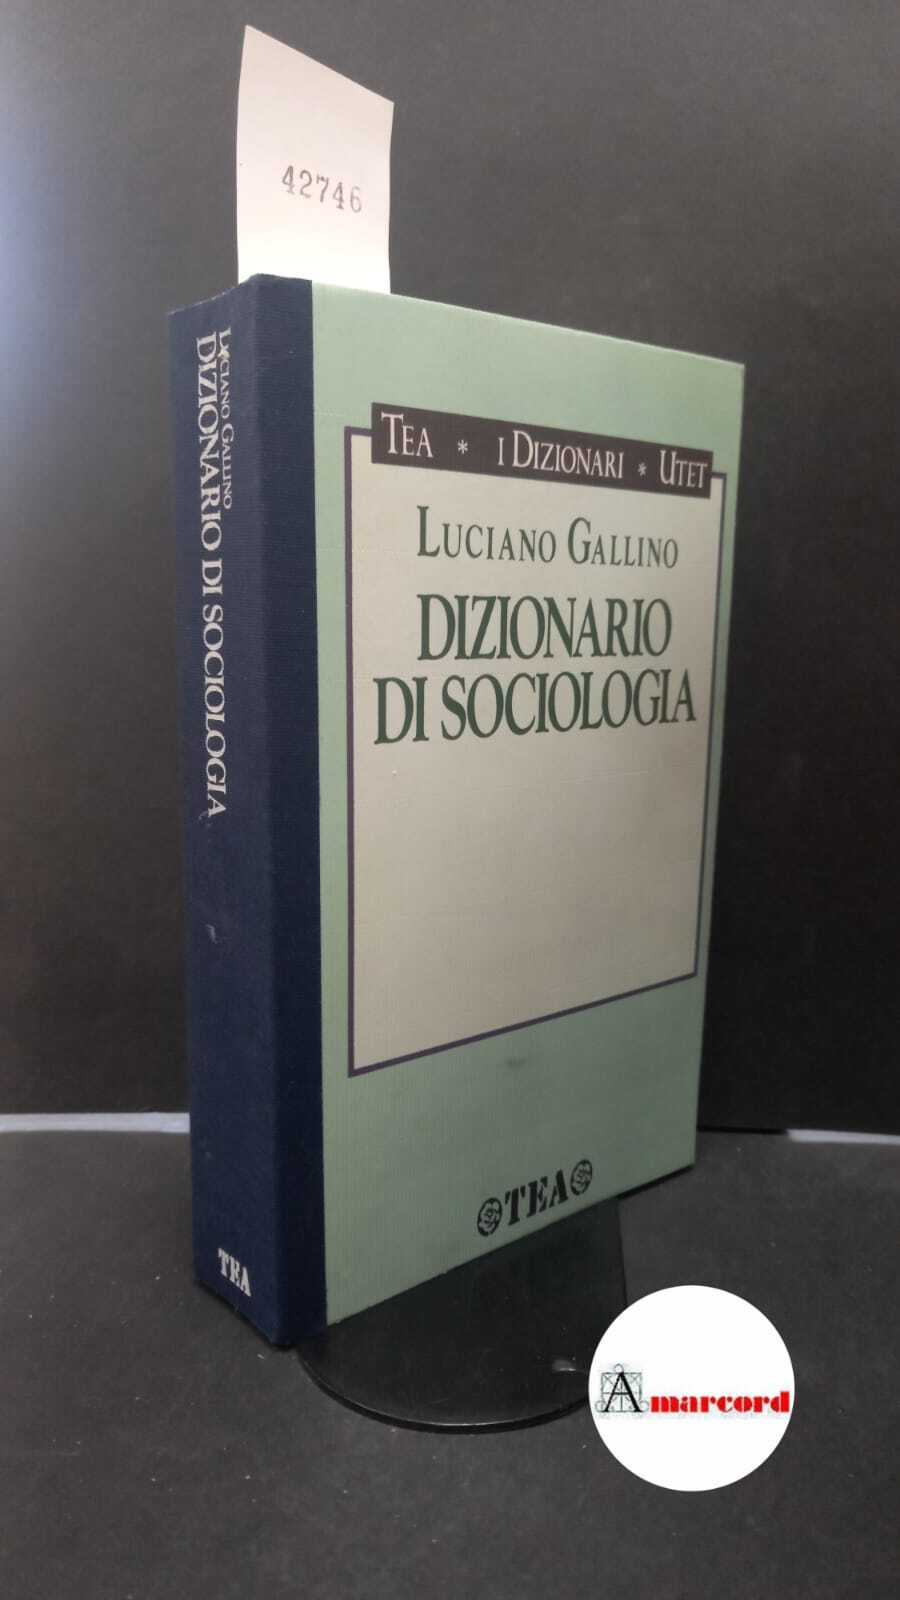 42746
LUCIANO GALLINO
DIZIONARIO DI SOCIOLOGIA
TEA
TEA * I DIZIONARI * UTET
LUCIANO GALLINO
DIZIONARIO
DI SOCIOLOGIA
TEA
Amarcord